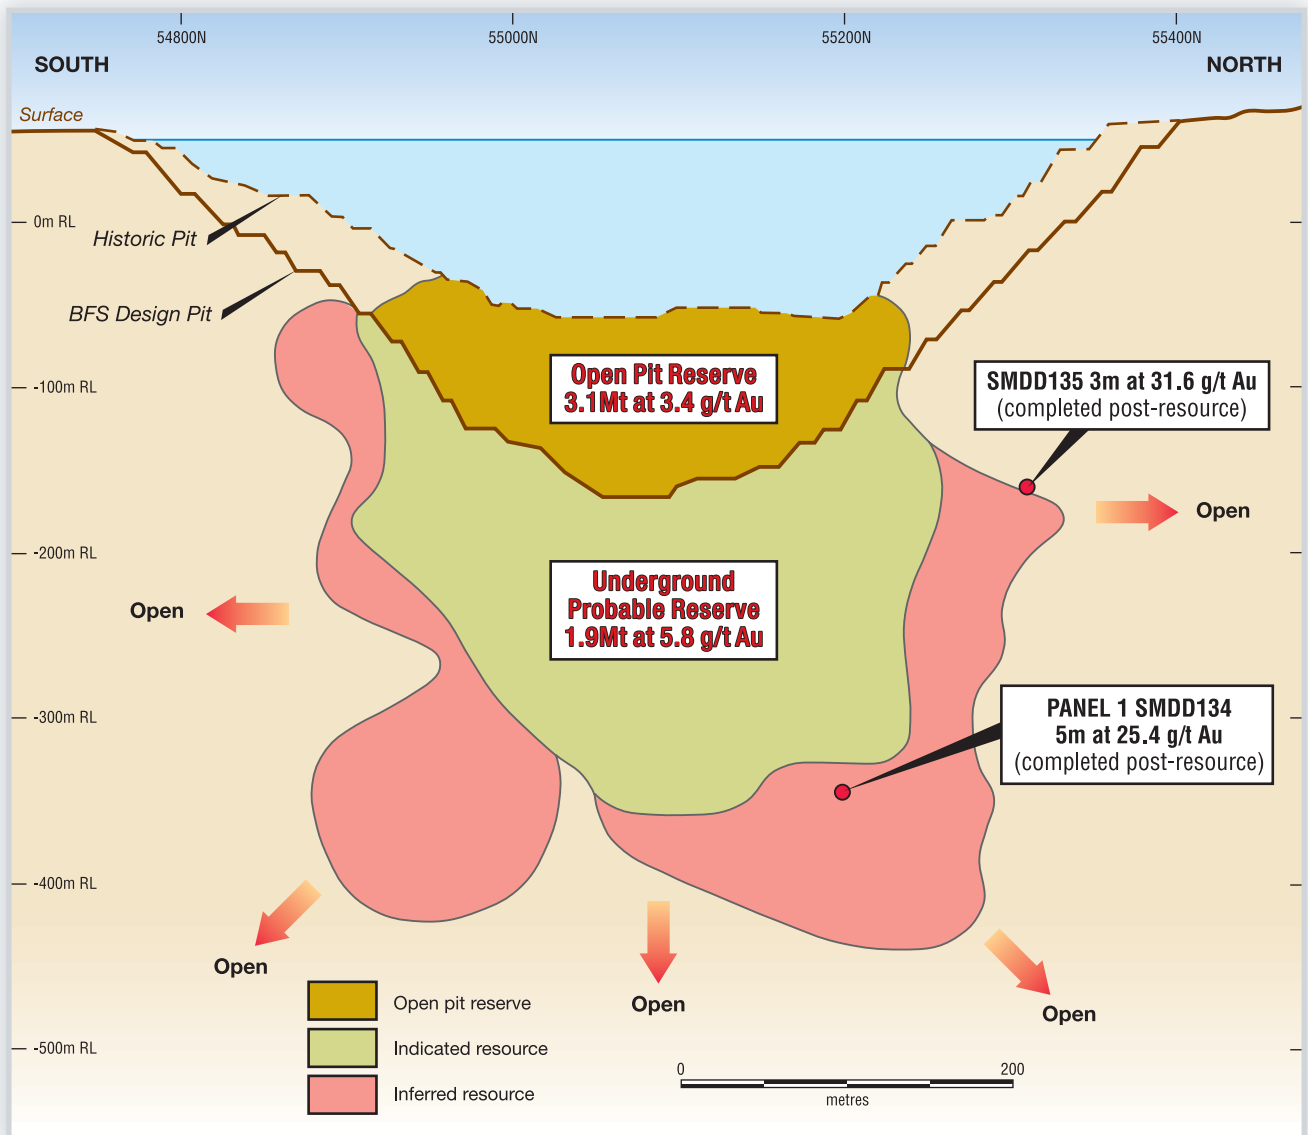 54800N
55000N
55200N
55400N
SOUTH
NORTH
Surface
0m RL
Historic Pit
BFS Design Pit
-100m RL
Open Pit Reserve
3.1Mt at 3.4 g/t Au
SMDD135 3m at 31.6 g/t Au
(completed post-resource)
Open
-200m RL
Underground
Probable Reserve
1.9Mt at 5.8 g/t Au
Open
-300m RL
PANEL 1 SMDD134
5m at 25.4 g/t Au
(completed post-resource)
-400m RL
Open
Open
Open
Open pit reserve
Indicated resource
Inferred resource
-500m RL
0
200
metres